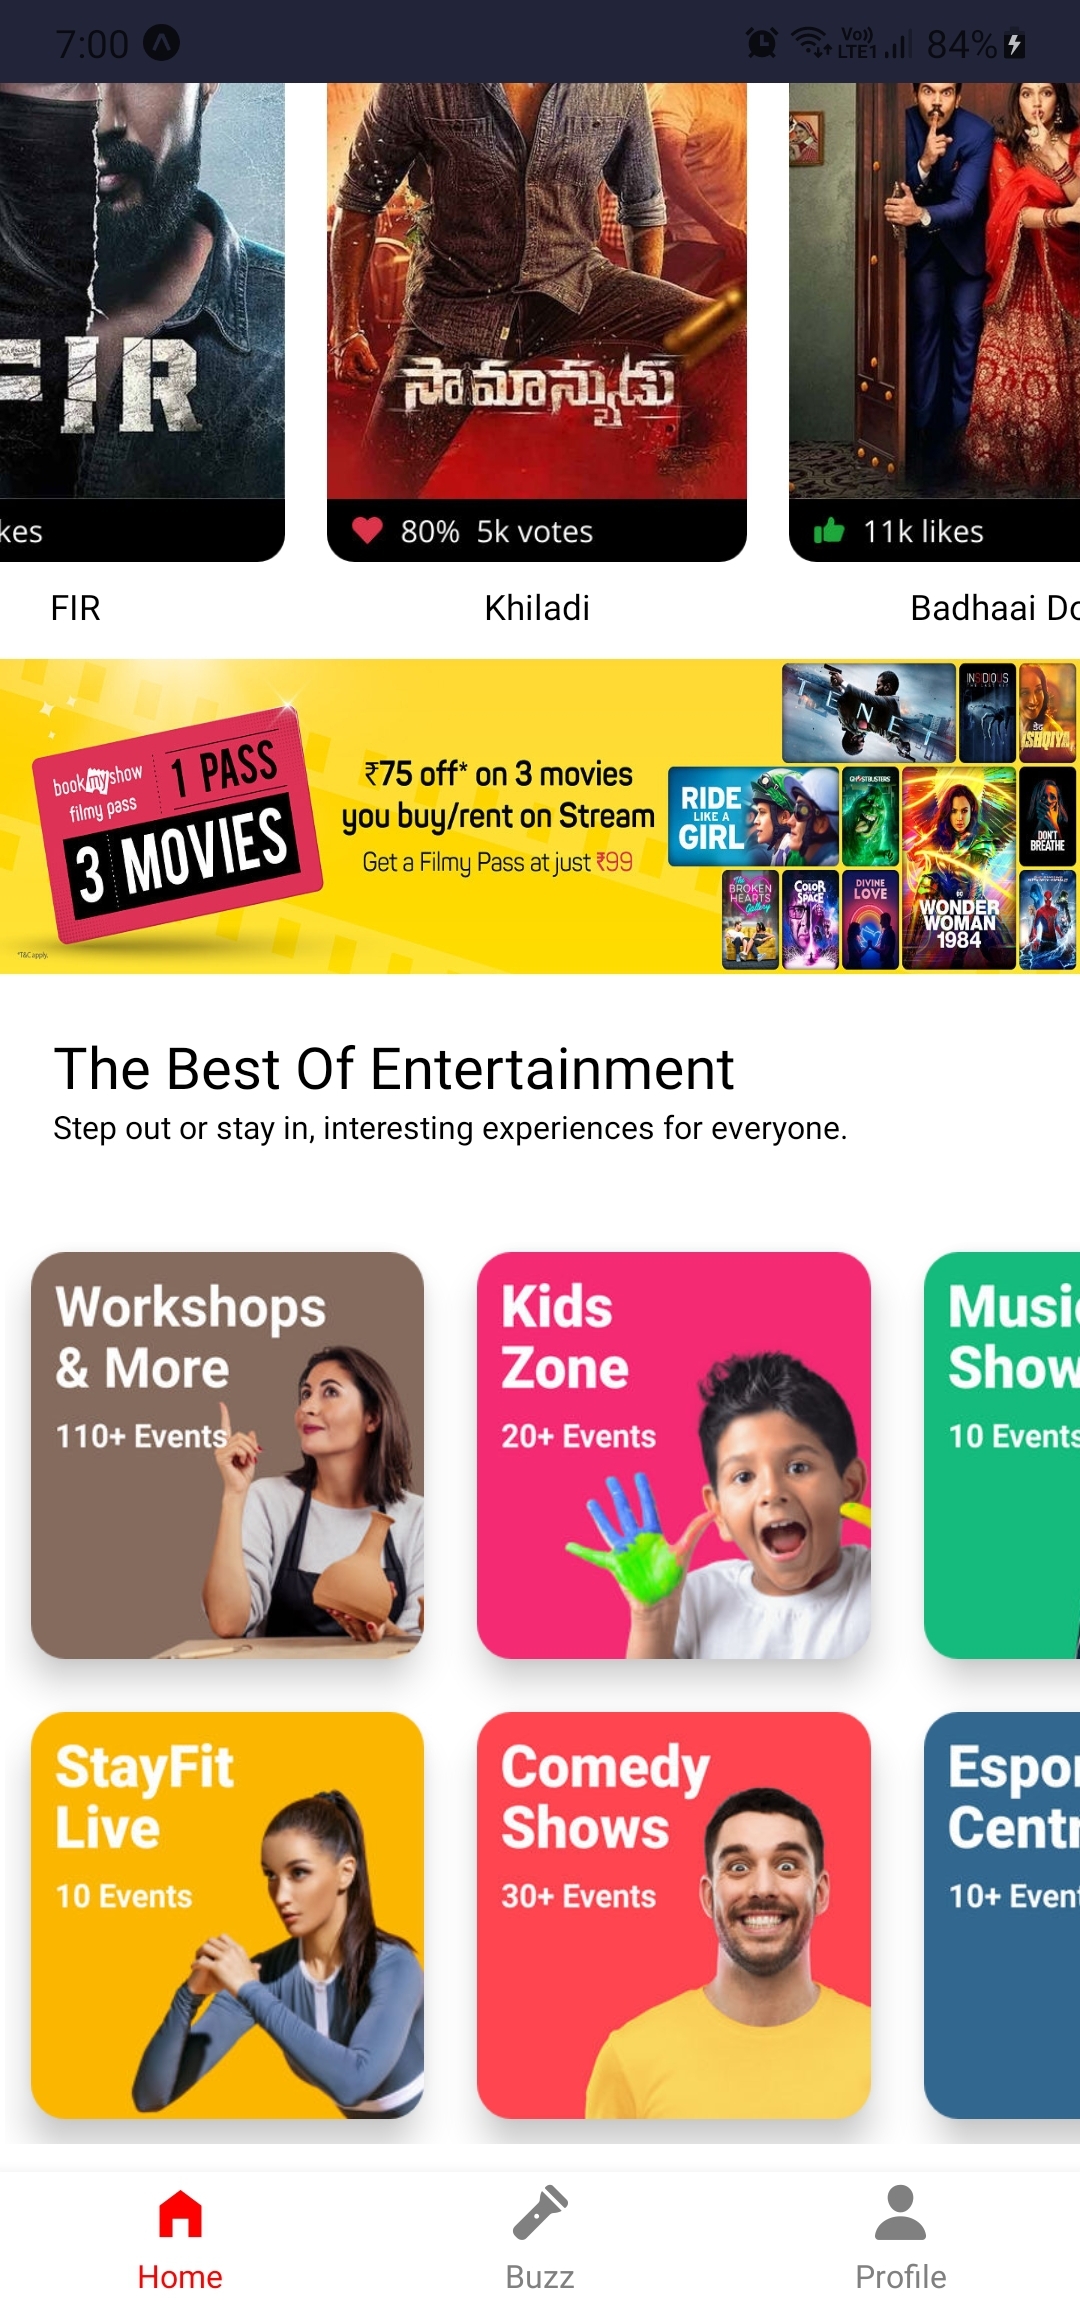 7:00
Vo))
LTE1
84%
FIR
సామాన్యుడు
kes
80% 5k votes
11k likes
FIR
Khiladi
Badhaai Do
bookmyshow
filmy pass
1 PASS
3 MOVIES
*T&C apply.
₹75 off* on 3 movies
you buy/rent on Stream
Get a Filmy Pass at just ₹99
TENET
INSIDIOUS
ISHQIYA
RIDE
LIKE A
GIRL
GHOSTBUSTERS
DON'T
BREATHE
The
BROKEN
HEARTS
Gallery
COLOR
SPACE
DIVINE
LOVE
WONDER
WOMAN
1984
The Best Of Entertainment
Step out or stay in, interesting experiences for everyone.
Workshops
& More
110+ Events
Kids
Zone
20+ Events
Music
Show
10 Events
StayFit
Live
10 Events
Comedy
Shows
30+ Events
Espor
Centr
10+ Event
Home
Buzz
Profile